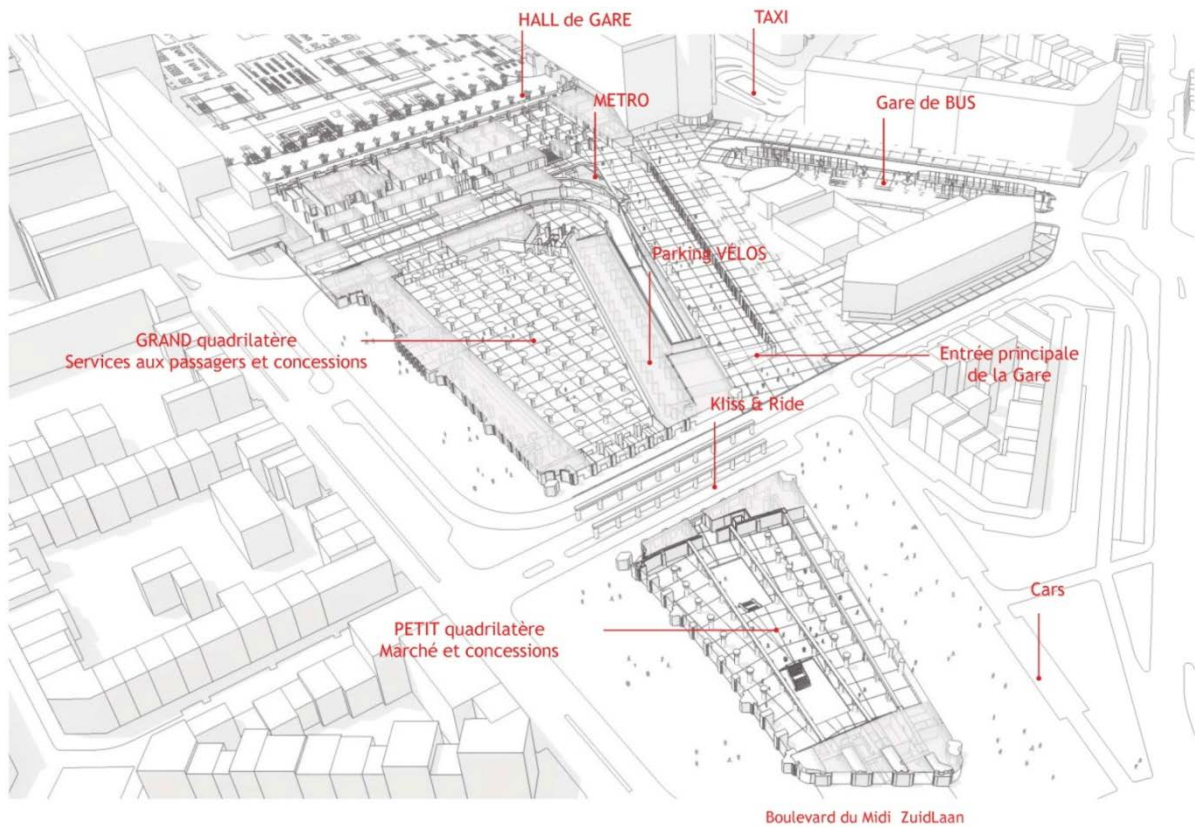 HALL de GARE
TAXI
METRO
Gare de BUS
Parking VÉLOS
GRAND quadrilatère
Services aux passagers et concessions
Entrée principale
de la Gare
Kliss & Ride
Cars
PETIT quadrilatère
Marché et concessions
Boulevard du Midi ZuidLaan